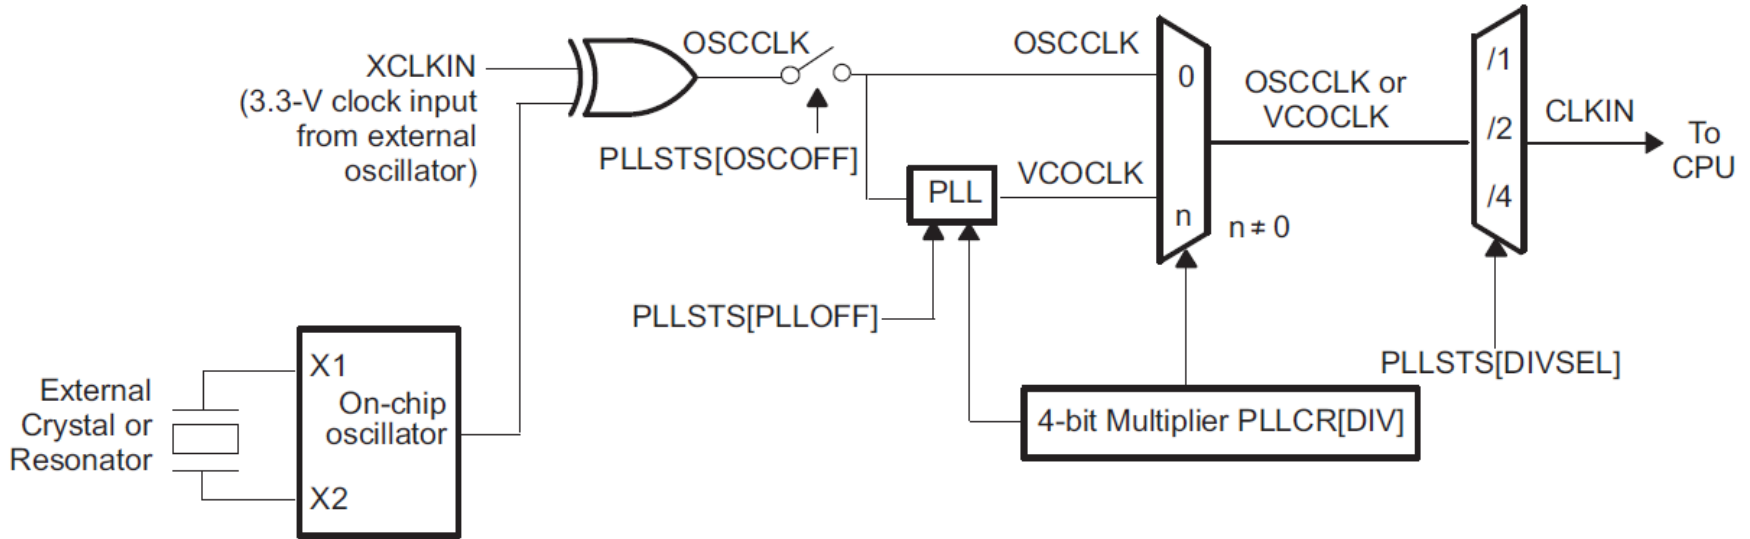 XCLKIN
(3.3-V clock input
from external
oscillator)
OSCCLK
PLLSTS[OSCOFF]
OSCCLK
0
OSCCLK or
VCOCLK
/1
/2
/4
CLKIN
To
CPU
PLL
VCOCLK
n
n ≠ 0
PLLSTS[PLLOFF]
PLLSTS[DIVSEL]
4-bit Multiplier PLLCR[DIV]
External
Crystal or
Resonator
X1
On-chip
oscillator
X2